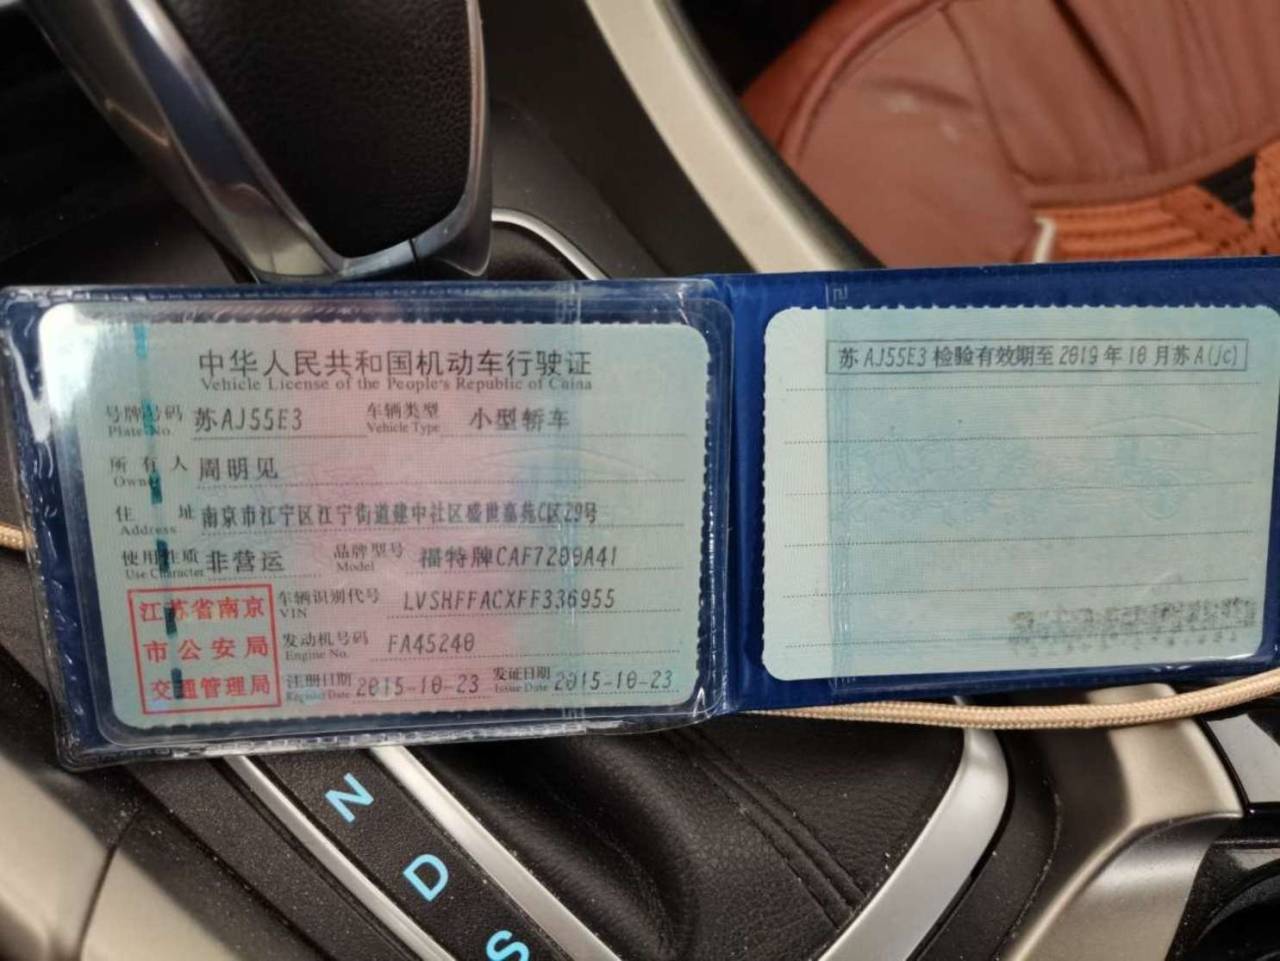 中华人民共和国机动车行驶证
Vehicle License of the People's Republic of China
号牌号码 苏AJ55E3 车辆类型 小型轿车
Plate No. Vehicle Type
所有人 周明见
Owner
住址 南京市江宁区江宁街道建中社区盛世嘉苑C区29号
Address
使用性质 非营运 品牌型号 福特牌CAF7200A41
Use Character Model
车辆识别代号 LVSHFFACXFF336955
VIN
发动机号码 FA45240
Engine No.
注册日期 2015-10-23 发证日期 2015-10-23
Register Date Issue Date
江苏省南京
市公安局
交通管理局
苏AJ55E3 检验有效期至 2019 年 10 月苏A(jc)
N
D
S